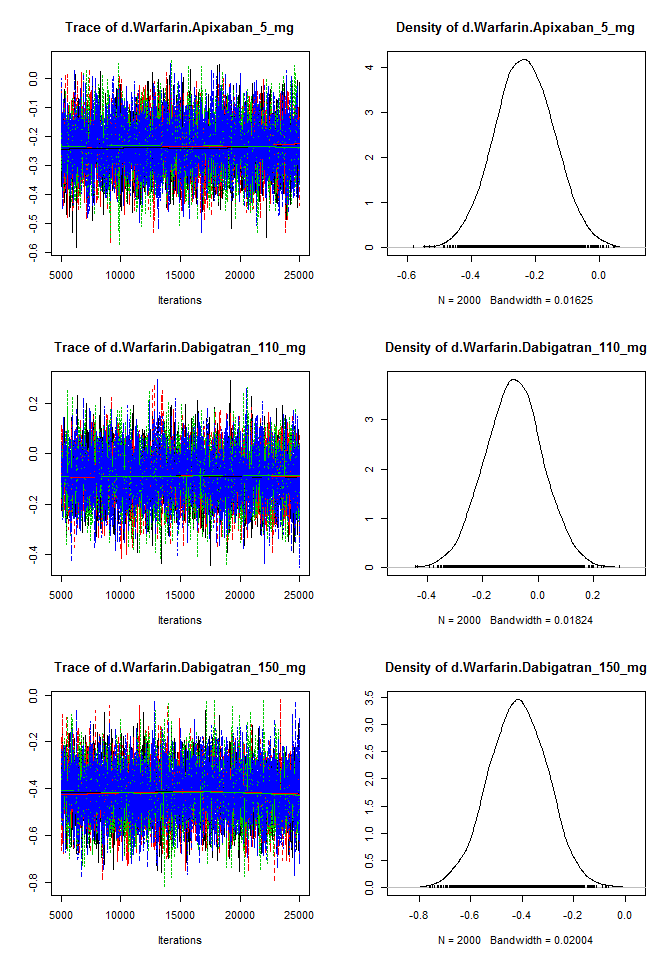 Trace of d.Warfarin.Apixaban_5_mg
0.0
-0.1
-0.2
-0.3
-0.4
-0.5
-0.6
5000 10000 15000 20000 25000
Iterations
Density of d.Warfarin.Apixaban_5_mg
4
3
2
1
0
-0.6 -0.4 -0.2 0.0
N = 2000 Bandwidth = 0.01625
Trace of d.Warfarin.Dabigatran_110_mg
0.2
0.0
-0.2
-0.4
5000 10000 15000 20000 25000
Iterations
Density of d.Warfarin.Dabigatran_110_mg
3
2
1
0
-0.4 -0.2 0.0 0.2
N = 2000 Bandwidth = 0.01824
Trace of d.Warfarin.Dabigatran_150_mg
0.0
-0.2
-0.4
-0.6
-0.8
5000 10000 15000 20000 25000
Iterations
Density of d.Warfarin.Dabigatran_150_mg
3.5
3.0
2.5
2.0
1.5
1.0
0.5
0.0
-0.8 -0.6 -0.4 -0.2 0.0
N = 2000 Bandwidth = 0.02004